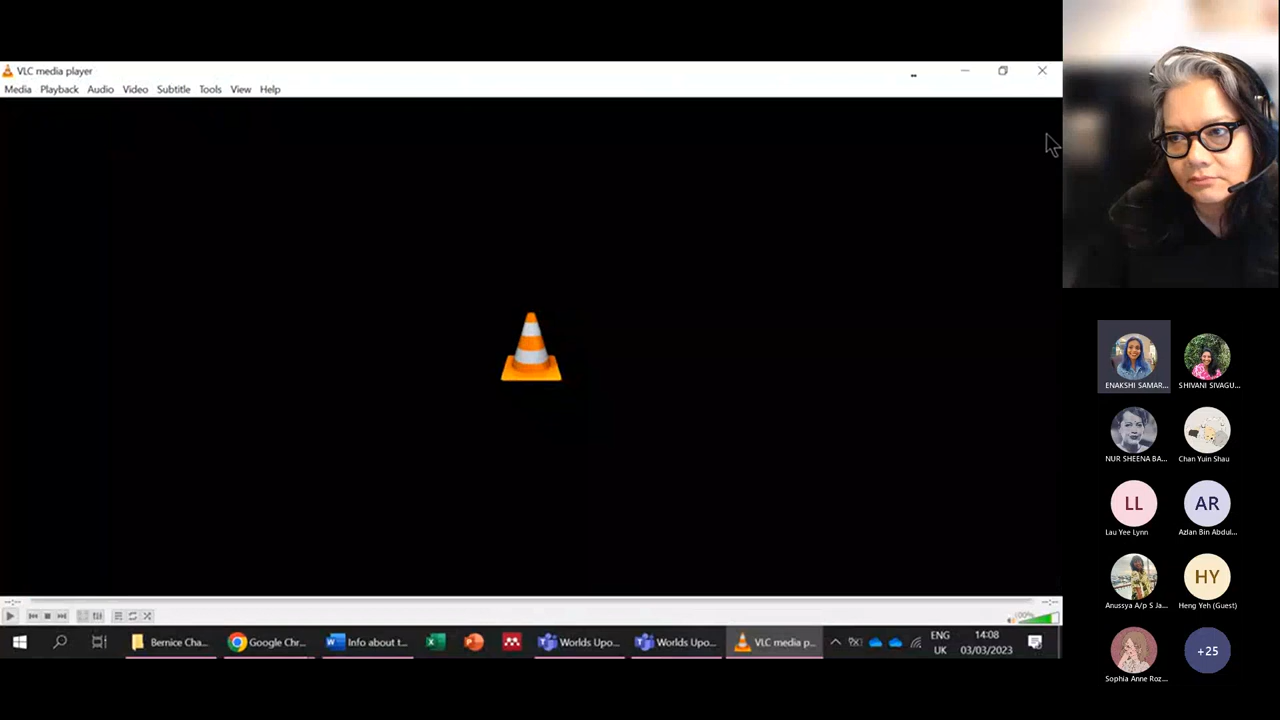 VLC media player
Media Playback Audio Video Subtitle Tools View Help
ENAKSHI SAMAR... SHIVANI SIVAGU...
NUR SHEENA BA... Chan Yuin Shau
LL AR
Lau Yee Lynn Azlan Bin Abdul...
HY
Anussya A/p S Ja... Heng Yeh (Guest)
+25
Sophia Anne Roz...
--:-- --:--
100%
Bernice Cha... Google Chr... Info about t... Worlds Upo... Worlds Upo... VLC media p... ENG 14:08
UK 03/03/2023